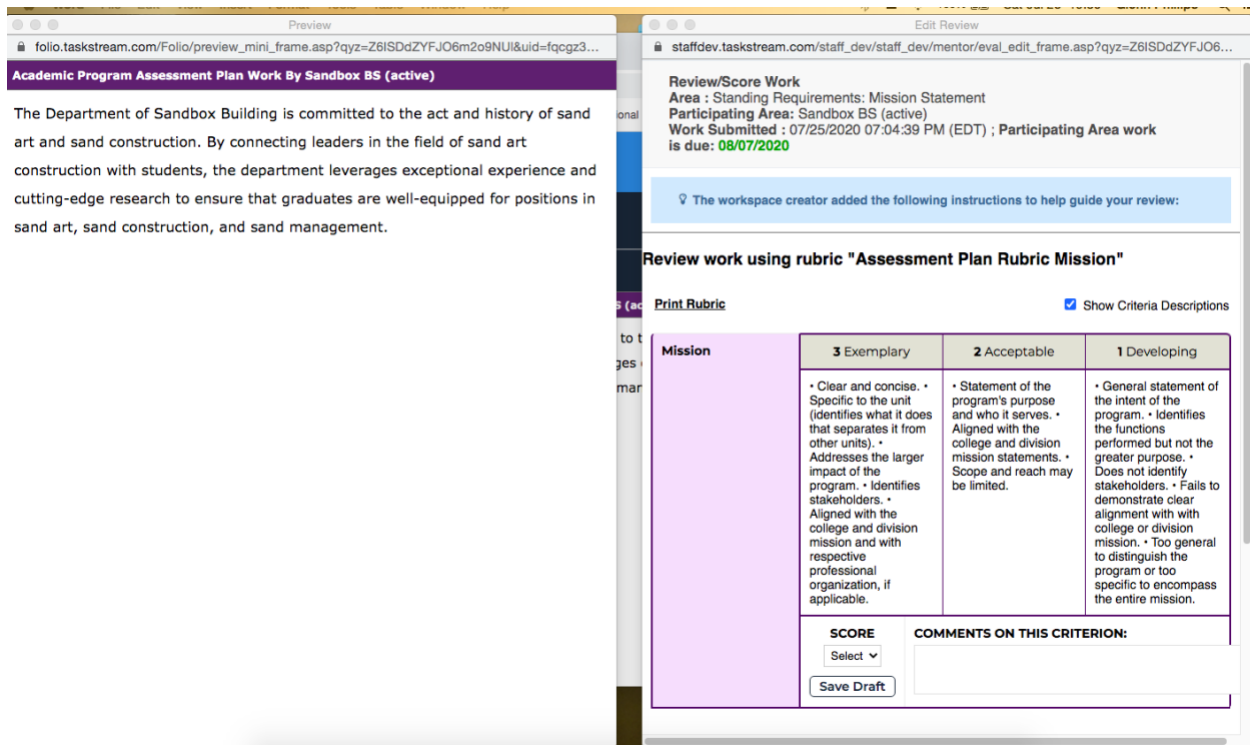 Preview
folio.taskstream.com/Folio/preview_mini_frame.asp?qyz=Z6ISDdZYFJO6m2o9NUl&uid=fqcgz3...
Academic Program Assessment Plan Work By Sandbox BS (active)
The Department of Sandbox Building is committed to the act and history of sand
art and sand construction. By connecting leaders in the field of sand art
construction with students, the department leverages exceptional experience and
cutting-edge research to ensure that graduates are well-equipped for positions in
sand art, sand construction, and sand management.
Edit Review
staffdev.taskstream.com/staff_dev/staff_dev/mentor/eval_edit_frame.asp?qyz=Z6ISDdZYFJO6...
Review/Score Work
Area : Standing Requirements: Mission Statement
Participating Area: Sandbox BS (active)
Work Submitted : 07/25/2020 07:04:39 PM (EDT) ; Participating Area work
is due: 08/07/2020
The workspace creator added the following instructions to help guide your review:
Review work using rubric "Assessment Plan Rubric Mission"
Print Rubric
Show Criteria Descriptions
Mission
3 Exemplary
2 Acceptable
1 Developing
• Clear and concise. •
Specific to the unit
(identifies what it does
that separates it from
other units). •
Addresses the larger
impact of the
program. • Identifies
stakeholders. •
Aligned with the
college and division
mission and with
respective
professional
organization, if
applicable.
• Statement of the
program's purpose
and who it serves. •
Aligned with the
college and division
mission statements. •
Scope and reach may
be limited.
• General statement of
the intent of the
program. • Identifies
the functions
performed but not the
greater purpose. •
Does not identify
stakeholders. • Fails to
demonstrate clear
alignment with with
college or division
mission. • Too general
to distinguish the
program or too
specific to encompass
the entire mission.
SCORE
COMMENTS ON THIS CRITERION:
Select
Save Draft